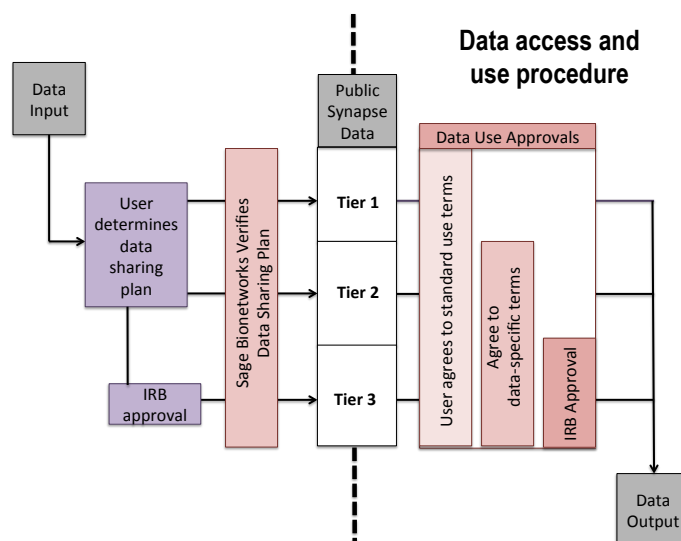 Data access and
use procedure
Data
Input
Public
Synapse
Data
Data Use Approvals
User
determines
data
sharing
plan
IRB
approval
Sage Bionetworks Verifies
Data Sharing Plan
Tier 1
Tier 2
Tier 3
User agrees to standard use terms
Agree to
data-specific terms
IRB Approval
Data
Output